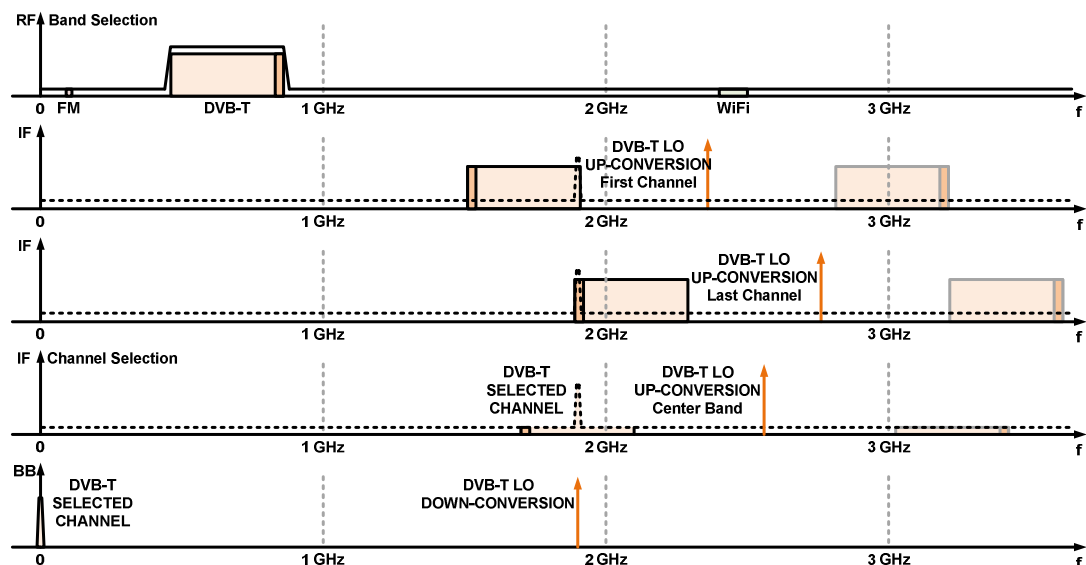 RF Band Selection
0 FM DVB-T 1 GHz 2 GHz WiFi 3 GHz f
IF
DVB-T LO
UP-CONVERSION
First Channel
0 1 GHz 2 GHz 3 GHz f
IF
DVB-T LO
UP-CONVERSION
Last Channel
0 1 GHz 2 GHz 3 GHz f
IF Channel Selection
DVB-T
SELECTED
CHANNEL
DVB-T LO
UP-CONVERSION
Center Band
0 1 GHz 2 GHz 3 GHz f
BB
DVB-T
SELECTED
CHANNEL
DVB-T LO
DOWN-CONVERSION
0 1 GHz 2 GHz 3 GHz f